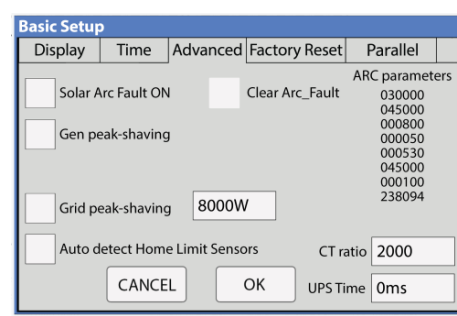 Basic Setup
Display Time Advanced Factory Reset Parallel
ARC parameters
Solar Arc Fault ON Clear Arc_Fault 030000
045000
000800
Gen peak-shaving 000050
000530
045000
000100
238094
Grid peak-shaving 8000W
Auto detect Home Limit Sensors CT ratio 2000
CANCEL OK UPS Time 0ms